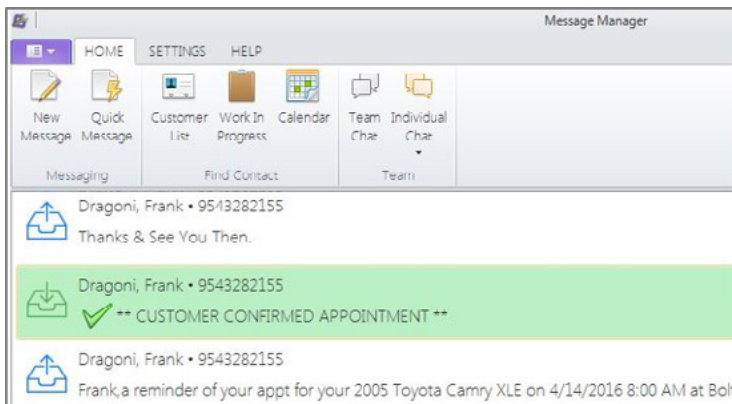 Message Manager
HOME SETTINGS HELP
New Message
Quick Message
Customer List
Work In Progress
Calendar
Team Chat
Individual Chat
Messaging
Find Contact
Team
Dragoni, Frank • 9543282155
Thanks & See You Then.
Dragoni, Frank • 9543282155
** CUSTOMER CONFIRMED APPOINTMENT **
Dragoni, Frank • 9543282155
Frank,a reminder of your appt for your 2005 Toyota Camry XLE on 4/14/2016 8:00 AM at